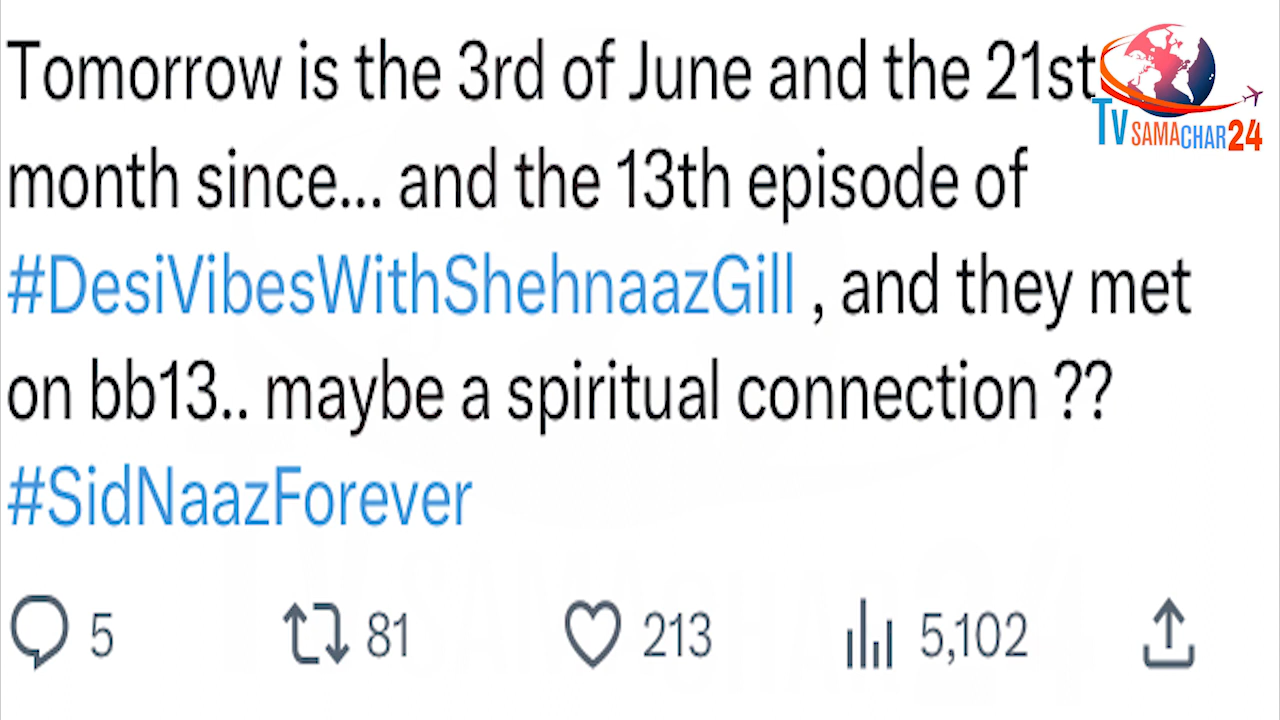 Tomorrow is the 3rd of June and the 21st
month since... and the 13th episode of
#DesiVibesWithShehnaazGill , and they met
on bb13.. maybe a spiritual connection ??
#SidNaazForever
5 81 213 5,102
TV SAMACHAR24